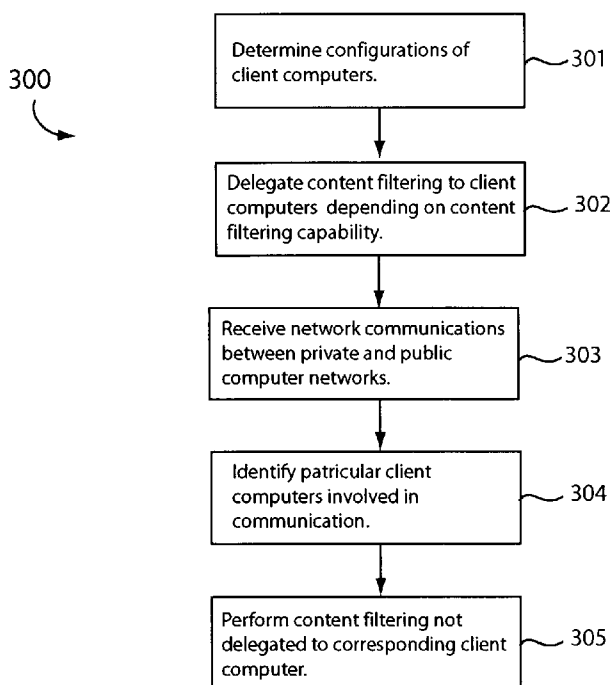 300
Determine configurations of
client computers.
301
Delegate content filtering to client
computers depending on content
filtering capability.
302
Receive network communications
between private and public
computer networks.
303
Identify patricular client
computers involved in
communication.
304
Perform content filtering not
delegated to corresponding client
computer.
305